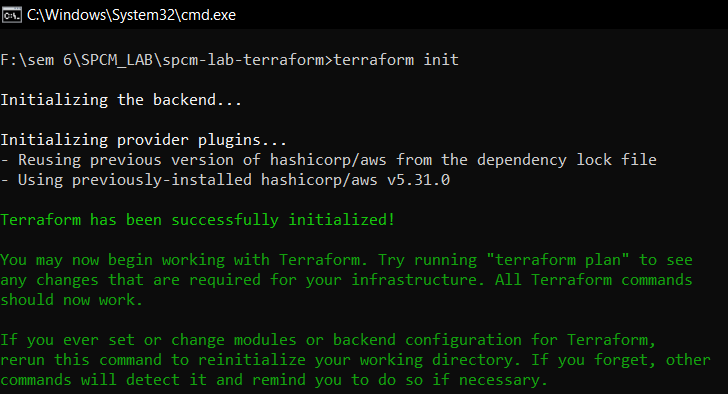 C:\Windows\System32\cmd.exe
F:\sem 6\SPCM_LAB\spcm-lab-terraform>terraform init
Initializing the backend...
Initializing provider plugins...
- Reusing previous version of hashicorp/aws from the dependency lock file
- Using previously-installed hashicorp/aws v5.31.0
Terraform has been successfully initialized!
You may now begin working with Terraform. Try running "terraform plan" to see
any changes that are required for your infrastructure. All Terraform commands
should now work.
If you ever set or change modules or backend configuration for Terraform,
rerun this command to reinitialize your working directory. If you forget, other
commands will detect it and remind you to do so if necessary.